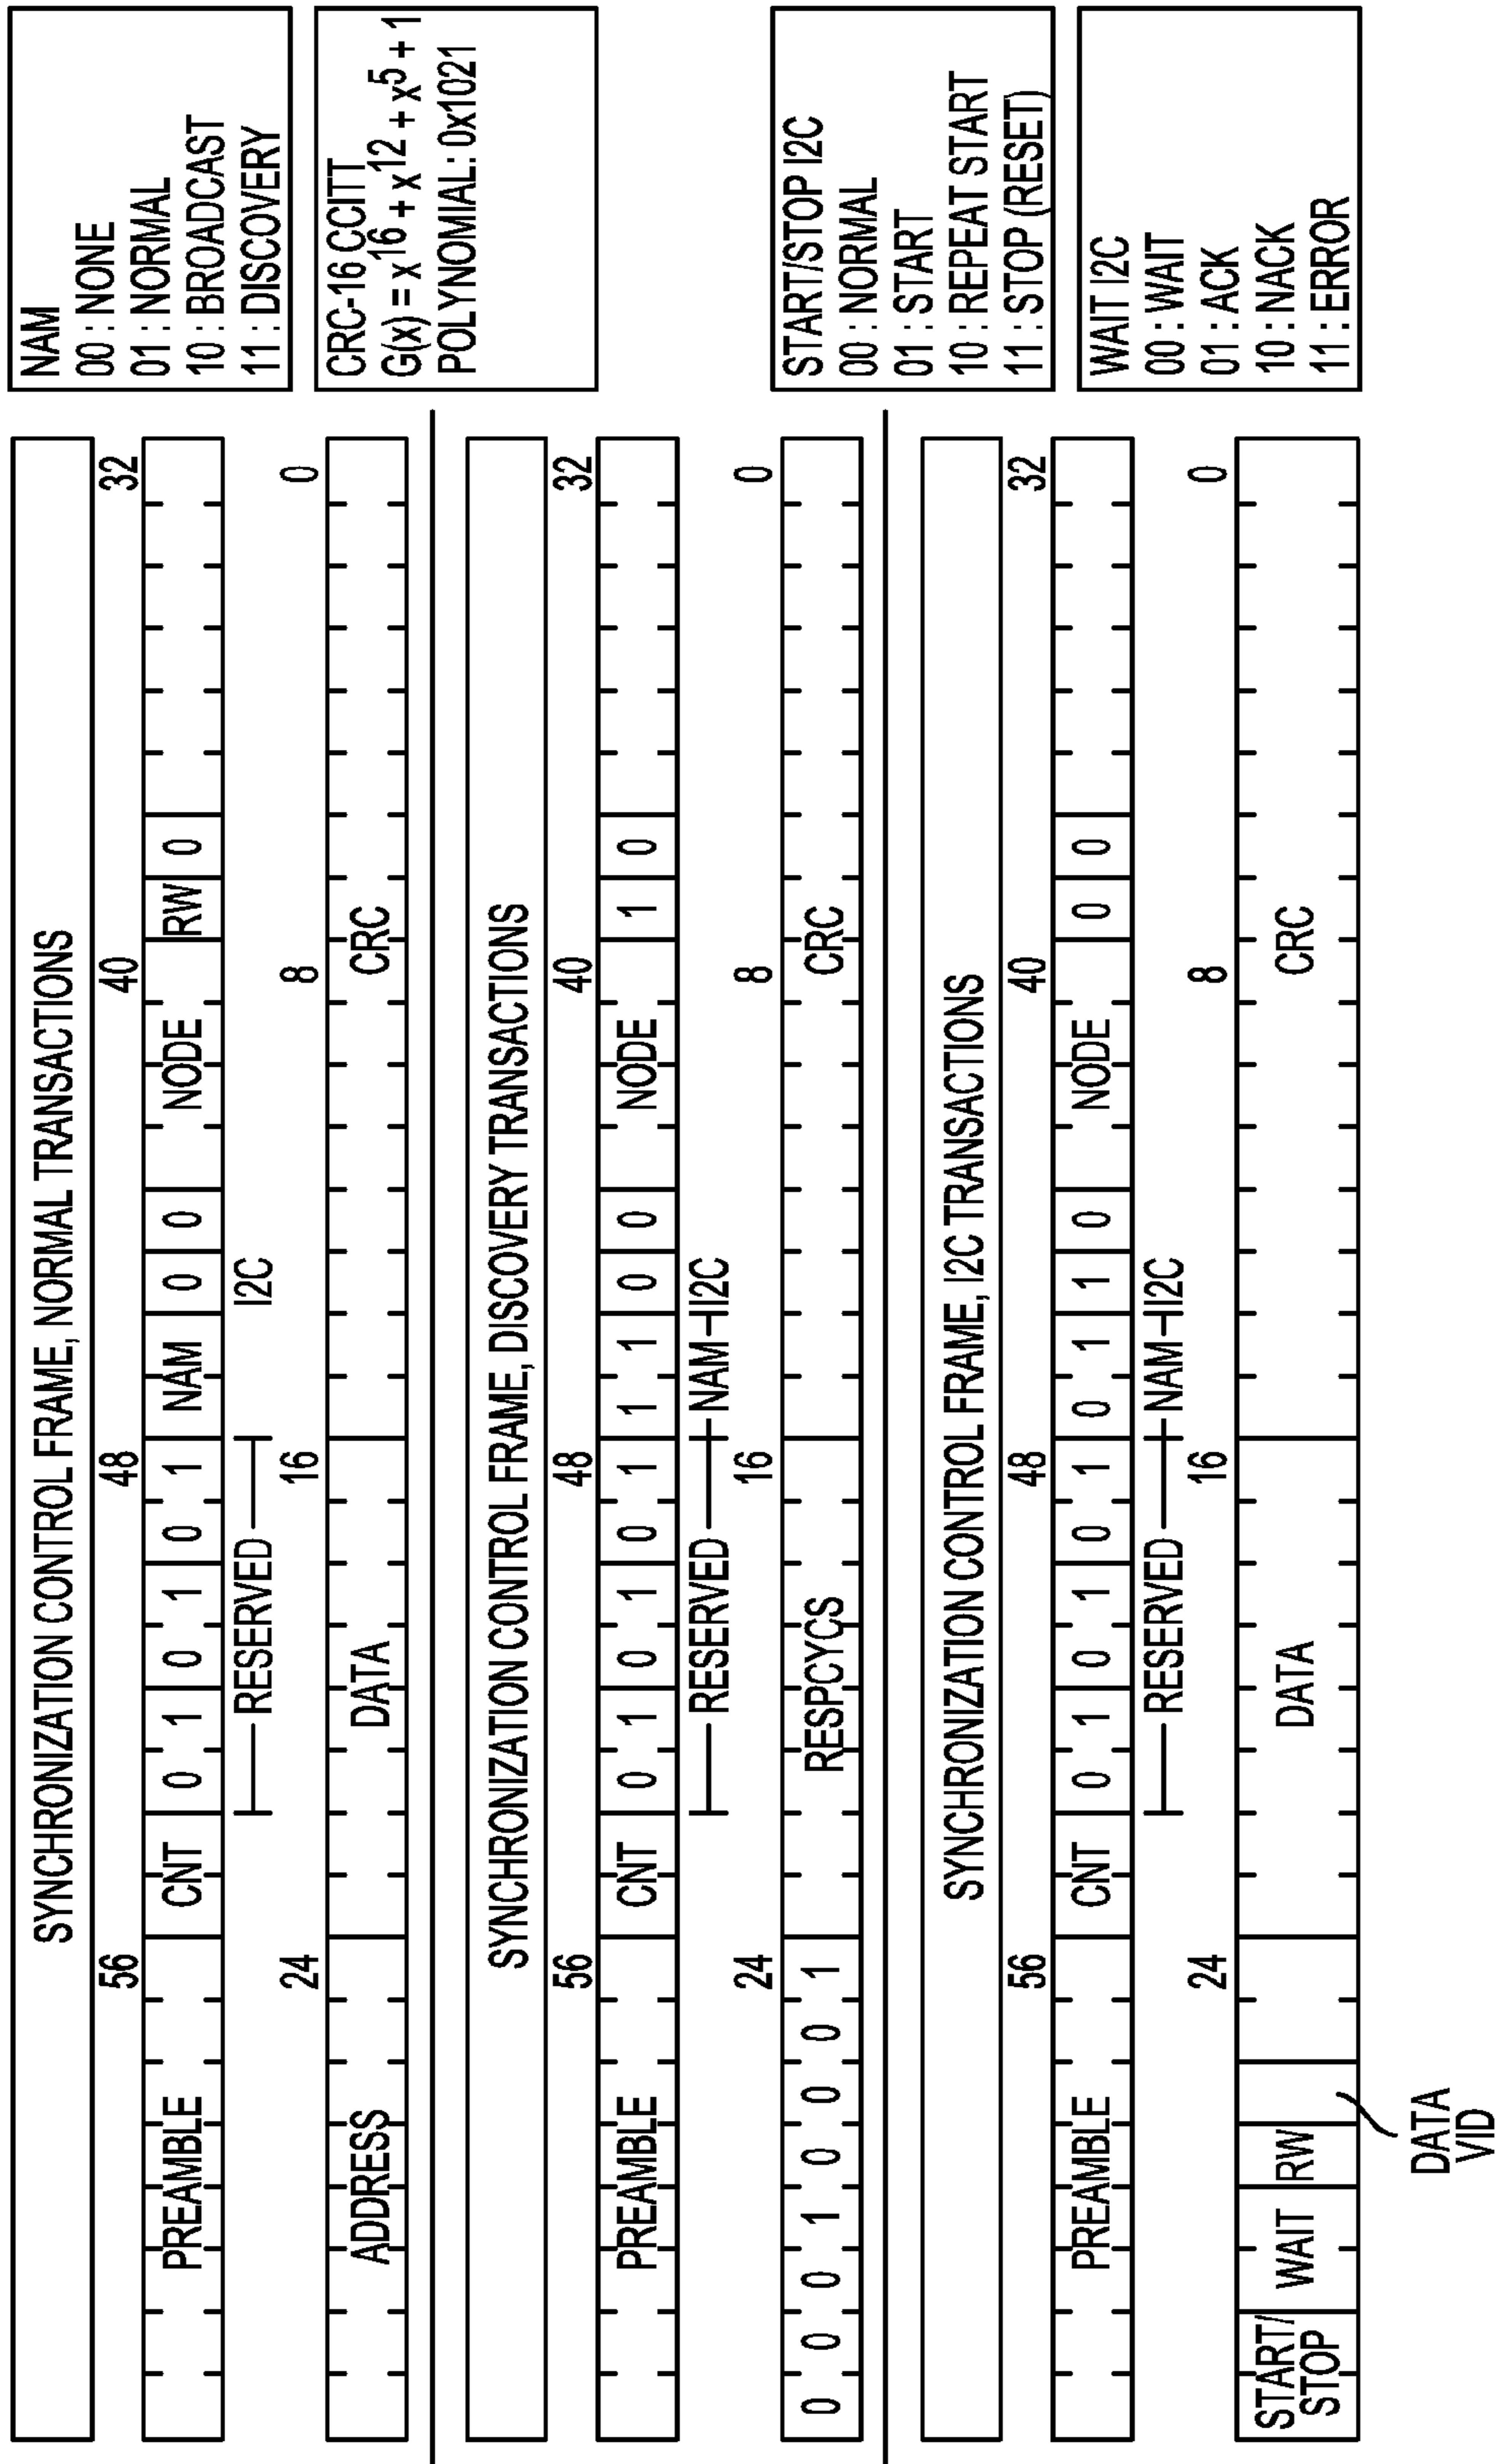 SYNCHRONIZATION CONTROL FRAME, NORMAL TRANSACTIONS
56 48 40 32
PREAMBLE CNT 0 1 0 1 0 1 NAM 0 0 NODE RW 0
RESERVED I2C
24 16 8 0
ADDRESS DATA CRC
NAM
00 : NONE
01 : NORMAL
10 : BROADCAST
11 : DISCOVERY
CRC-16 CCITT
G(x) = x^16 + x^12 + x^5 + 1
POLYNOMIAL: 0x1021
SYNCHRONIZATION CONTROL FRAME, DISCOVERY TRANSACTIONS
56 48 40 32
PREAMBLE CNT 0 1 0 1 0 1 1 1 0 0 NODE 1 0
RESERVED NAM I2C
24 16 8 0
0 0 0 1 0 0 0 1 RESPCYCS CRC
SYNCHRONIZATION CONTROL FRAME, I2C TRANSACTIONS
56 48 40 32
PREAMBLE CNT 0 1 0 1 0 1 0 1 1 0 NODE 0 0
RESERVED NAM I2C
24 16 8 0
START/ WAIT RW DATA CRC
STOP
DATA
VID
START/STOP I2C
00 : NORMAL
01 : START
10 : REPEAT START
11 : STOP (RESET)
WAIT I2C
00 : WAIT
01 : ACK
10 : NACK
11 : ERROR